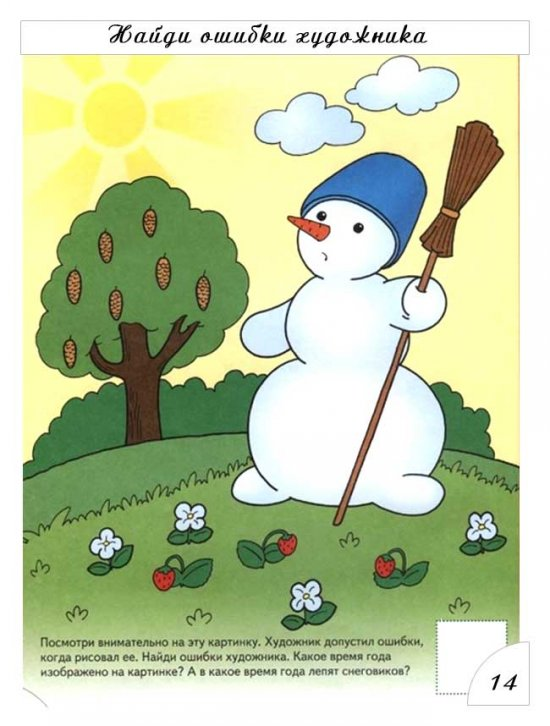 Найди ошибки художника
Посмотри внимательно на эту картинку. Художник допустил ошибки,
когда рисовал ее. Найди ошибки художника. Какое время года
изображено на картинке? А в какое время года лепят снеговиков?
14